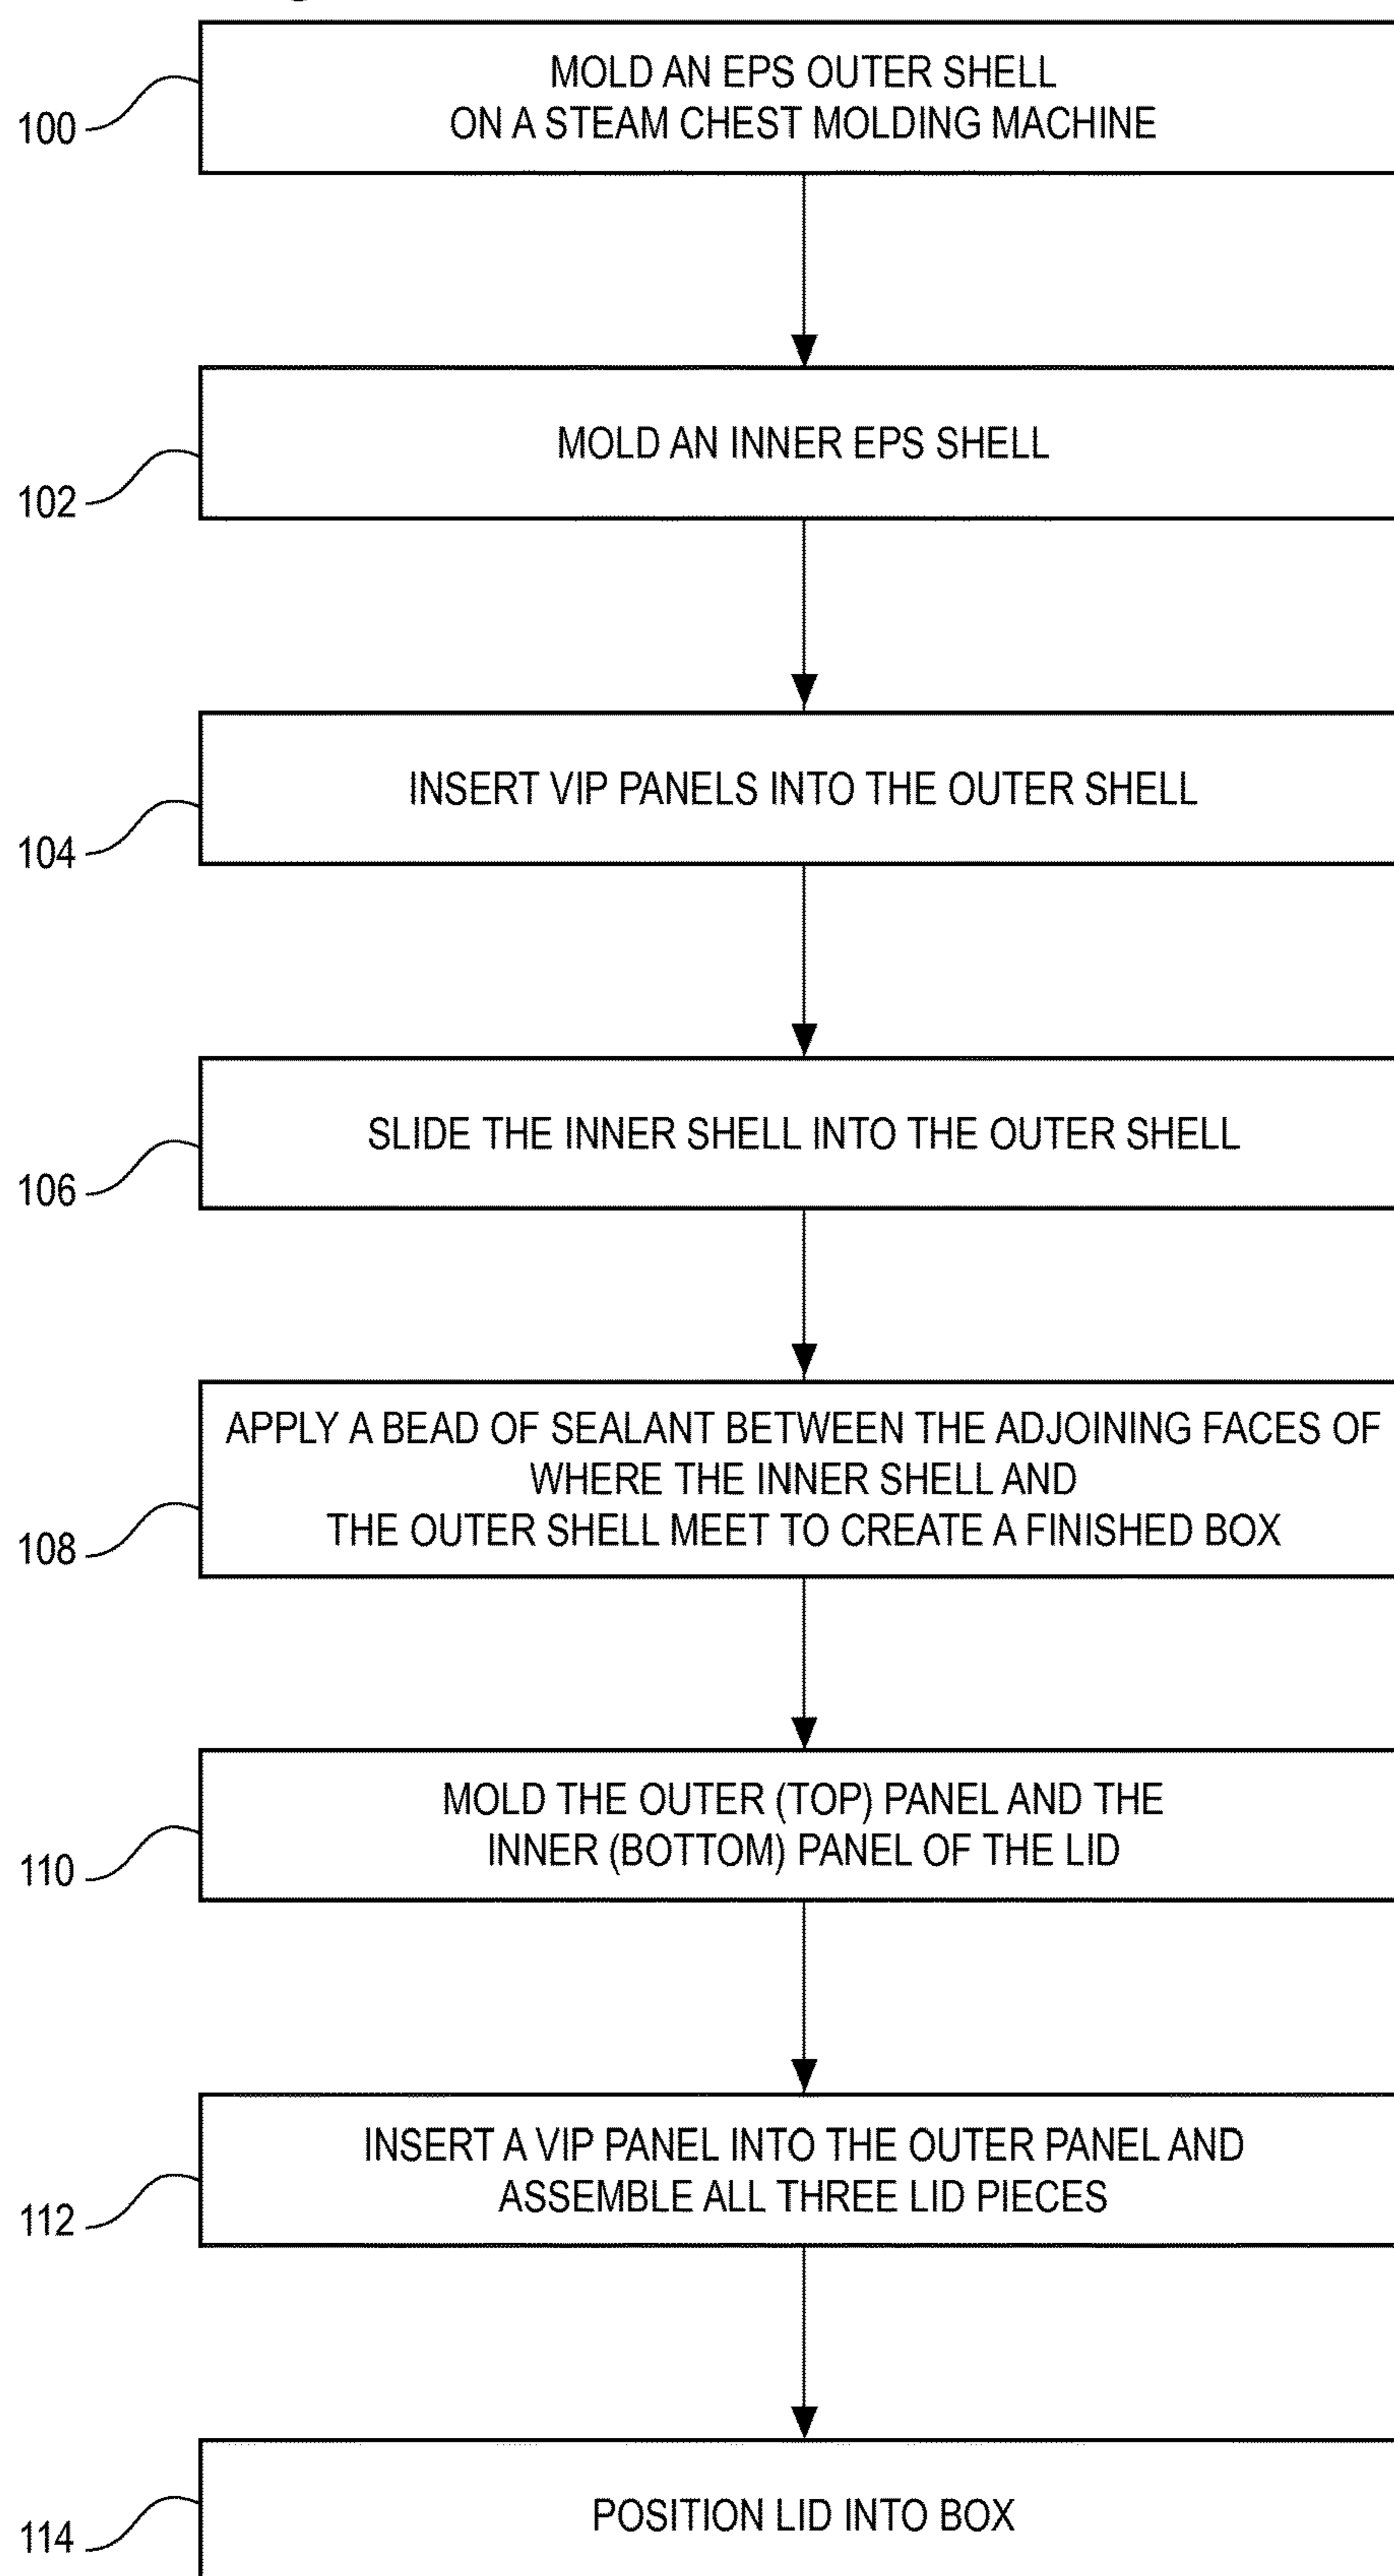 MOLD AN EPS OUTER SHELL
ON A STEAM CHEST MOLDING MACHINE
100
MOLD AN INNER EPS SHELL
102
INSERT VIP PANELS INTO THE OUTER SHELL
104
SLIDE THE INNER SHELL INTO THE OUTER SHELL
106
APPLY A BEAD OF SEALANT BETWEEN THE ADJOINING FACES OF
WHERE THE INNER SHELL AND
THE OUTER SHELL MEET TO CREATE A FINISHED BOX
108
MOLD THE OUTER (TOP) PANEL AND THE
INNER (BOTTOM) PANEL OF THE LID
110
INSERT A VIP PANEL INTO THE OUTER PANEL AND
ASSEMBLE ALL THREE LID PIECES
112
POSITION LID INTO BOX
114